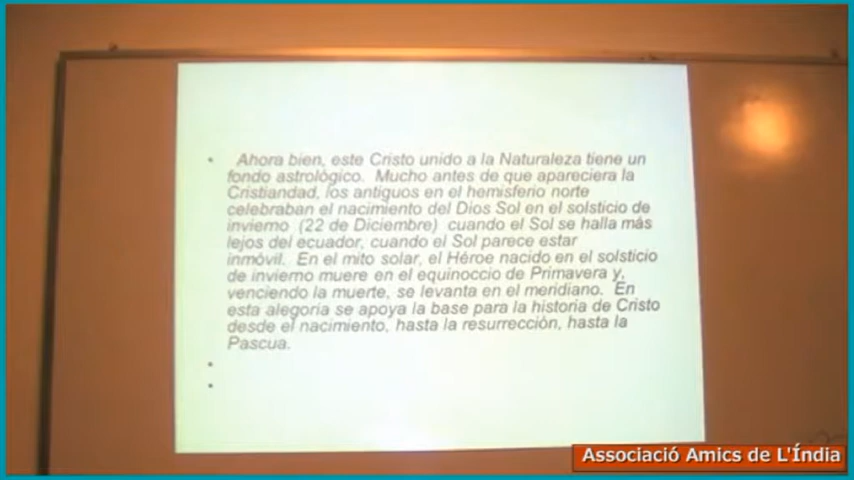 • Ahora bien, este Cristo unido a la Naturaleza tiene un
fondo astrológico. Mucho antes de que apareciera la
Cristiandad, los antiguos en el hemisferio norte
celebraban el nacimiento del Dios Sol en el solsticio de
invierno (22 de Diciembre) cuando el Sol se halla más
lejos del ecuador, cuando el Sol parece estar
inmóvil. En el mito solar, el Héroe nacido en el solsticio
de invierno muere en el equinoccio de Primavera y,
venciendo la muerte, se levanta en el meridiano. En
esta alegoría se apoya la base para la historia de Cristo
desde el nacimiento, hasta la resurrección, hasta la
Pascua.
Associació Amics de L'Índia